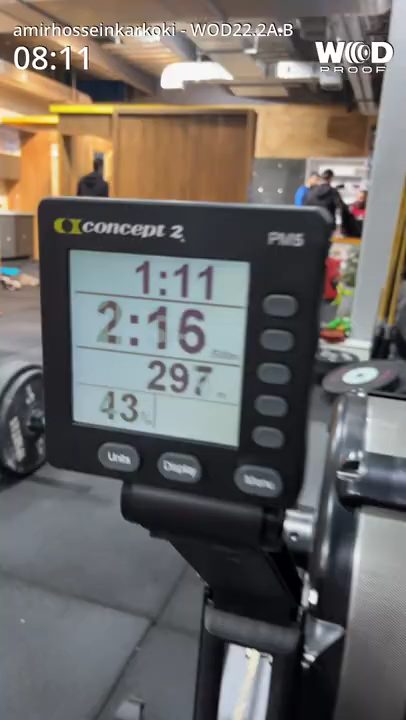 amirhosseinkarkoki - WOD22.2A.B
08:11
WOD
PROOF
concept 2
PM5
1:11
2:16
297 m
43
Units
Display
Menu